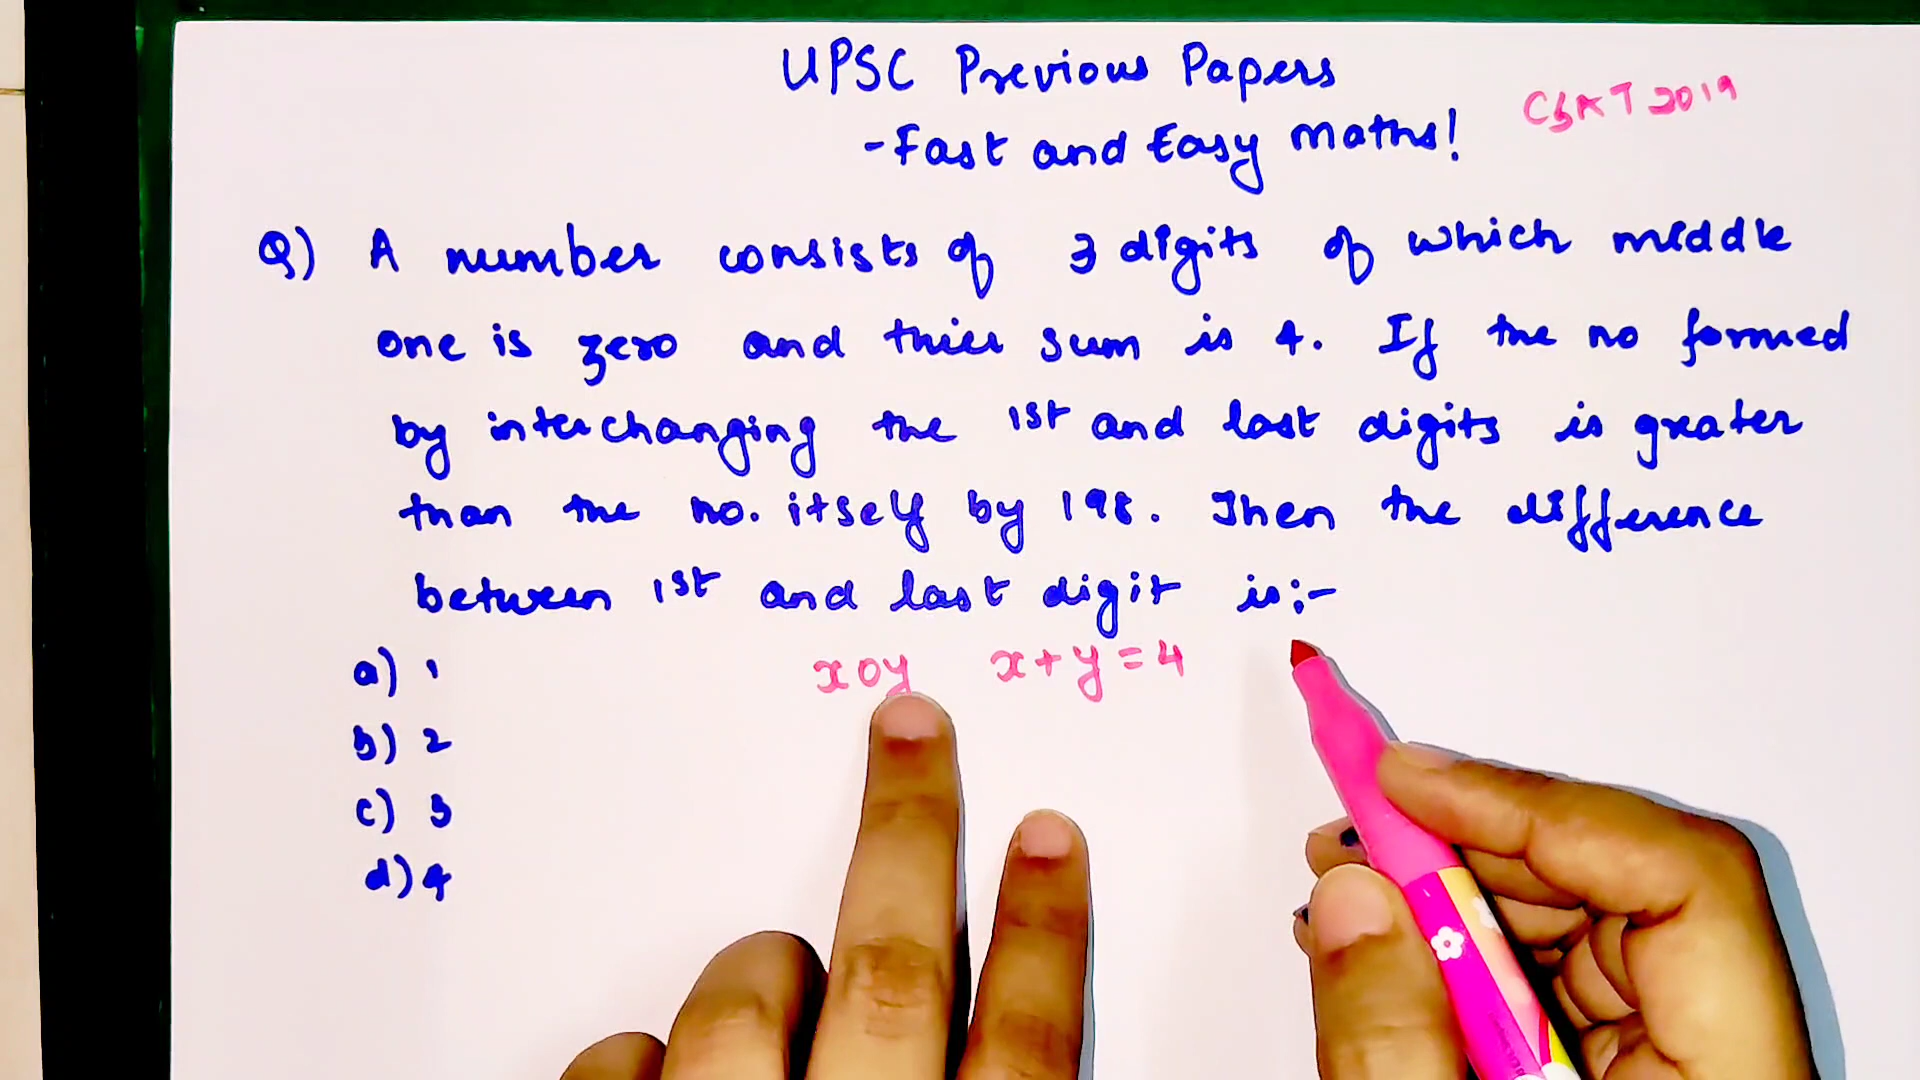 UPSC Previous Papers
CSAT 2019
-Fast and Easy Maths!
Q) A number consists of 3 digits of which middle
one is zero and their sum is 4. If the no formed
by interchanging the 1st and last digits is greater
than the no. itself by 198. Then the difference
between 1st and last digit is:-
x0y x+y=4
a) 1
b) 2
c) 3
d) 4